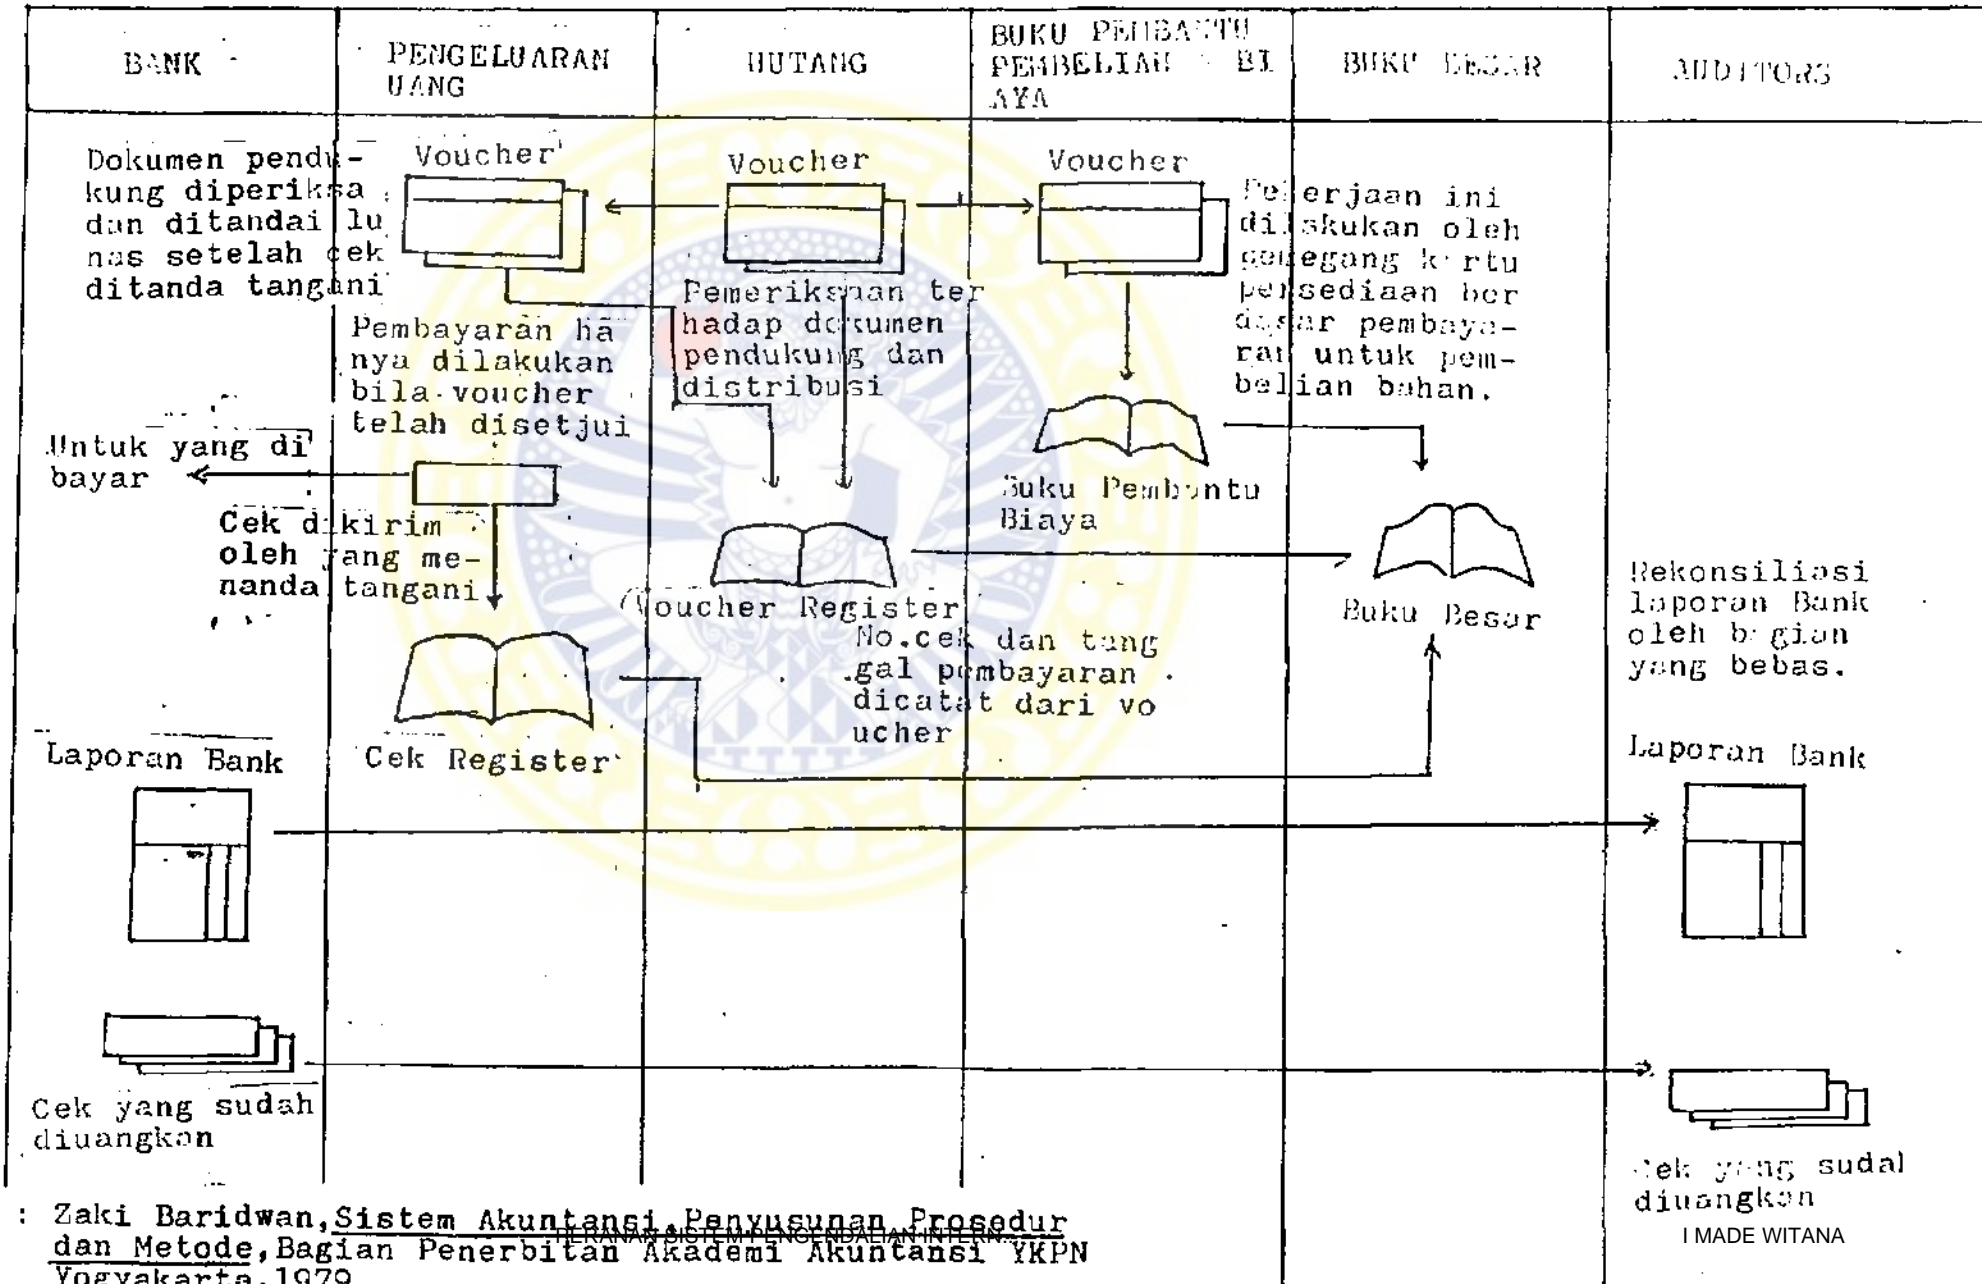 BANK
PENGELUARAN
UANG
HUTANG
BUKU PEMBANTU
PEMBELIAN BI
AYA
BUKU BESAR
AUDITORS
Dokumen pendu-
kung diperiksa
dan ditandai lu
nas setelah cek
ditanda tangani
Voucher
Voucher
Voucher
Pekerjaan ini
dilakukan oleh
pemegang kartu
persediaan ber
dasar pembaya-
ran untuk pem-
belian bahan.
Pembayaran ha
nya dilakukan
bila voucher
telah disetjui
Pemeriksaan ter
hadap dokumen
pendukung dan
distribusi
Untuk yang di
bayar
Cek dikirim
oleh yang me-
nanda tangani
Buku Pembantu
Biaya
Voucher Register
No.cek dan tang
gal pembayaran
dicatat dari vo
ucher
Buku Besar
Rekonsiliasi
laporan Bank
oleh bagian
yang bebas.
Cek Register
Laporan Bank
Laporan Bank
Cek yang sudah
diuangkan
Cek yang sudah
diuangkan
: Zaki Baridwan, Sistem Akuntansi, Penyusunan Prosedur
dan Metode, Bagian Penerbitan Akademi Akuntansi YKPN
Yogyakarta, 1979
PERANAN SISTEM PENGENDALIAN INTERN...
I MADE WITANA